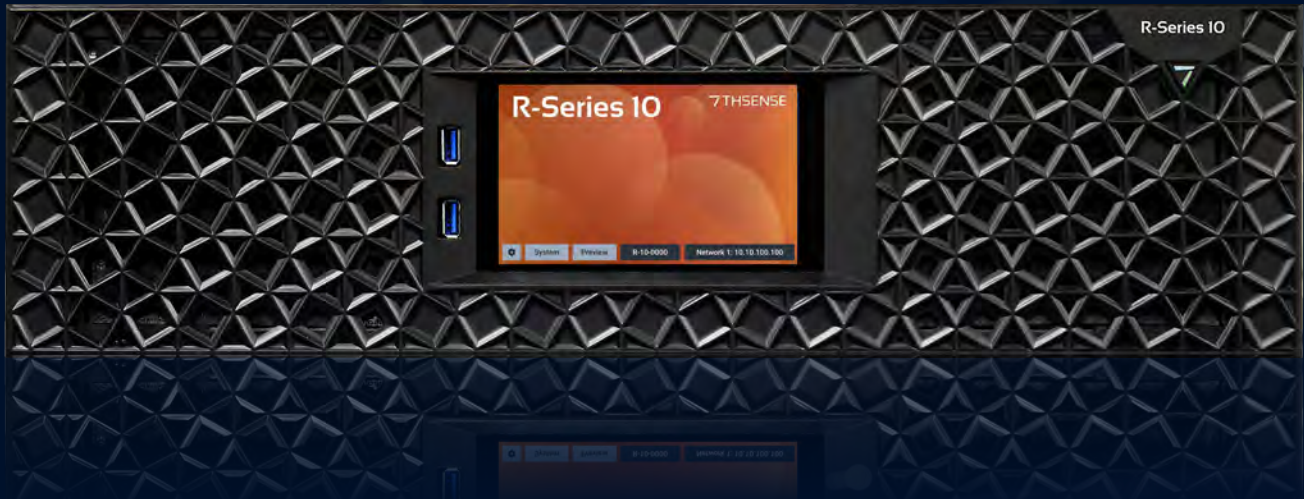 R-Series 10
R-Series 10
7THSENSE
System
Preview
R-10-0000
Network 1: 10.10.100.100